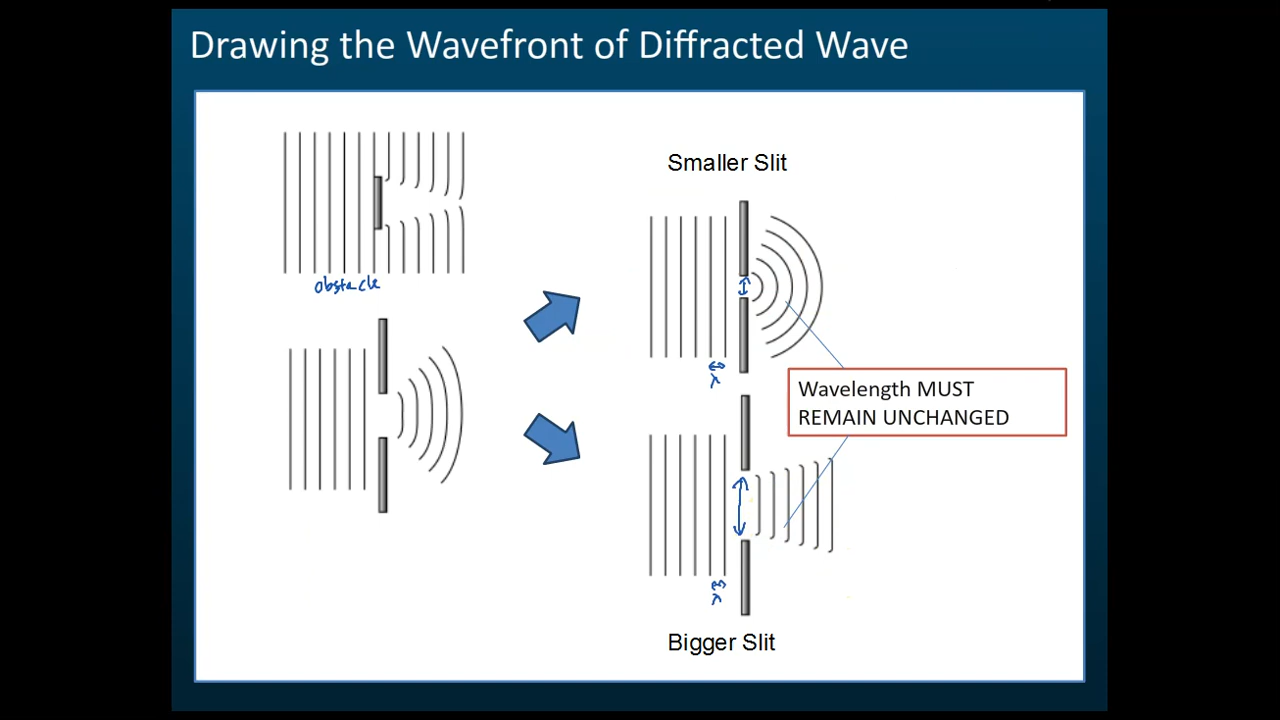 Drawing the Wavefront of Diffracted Wave
Smaller Slit
obstacle
λ
Wavelength MUST
REMAIN UNCHANGED
λ
Bigger Slit